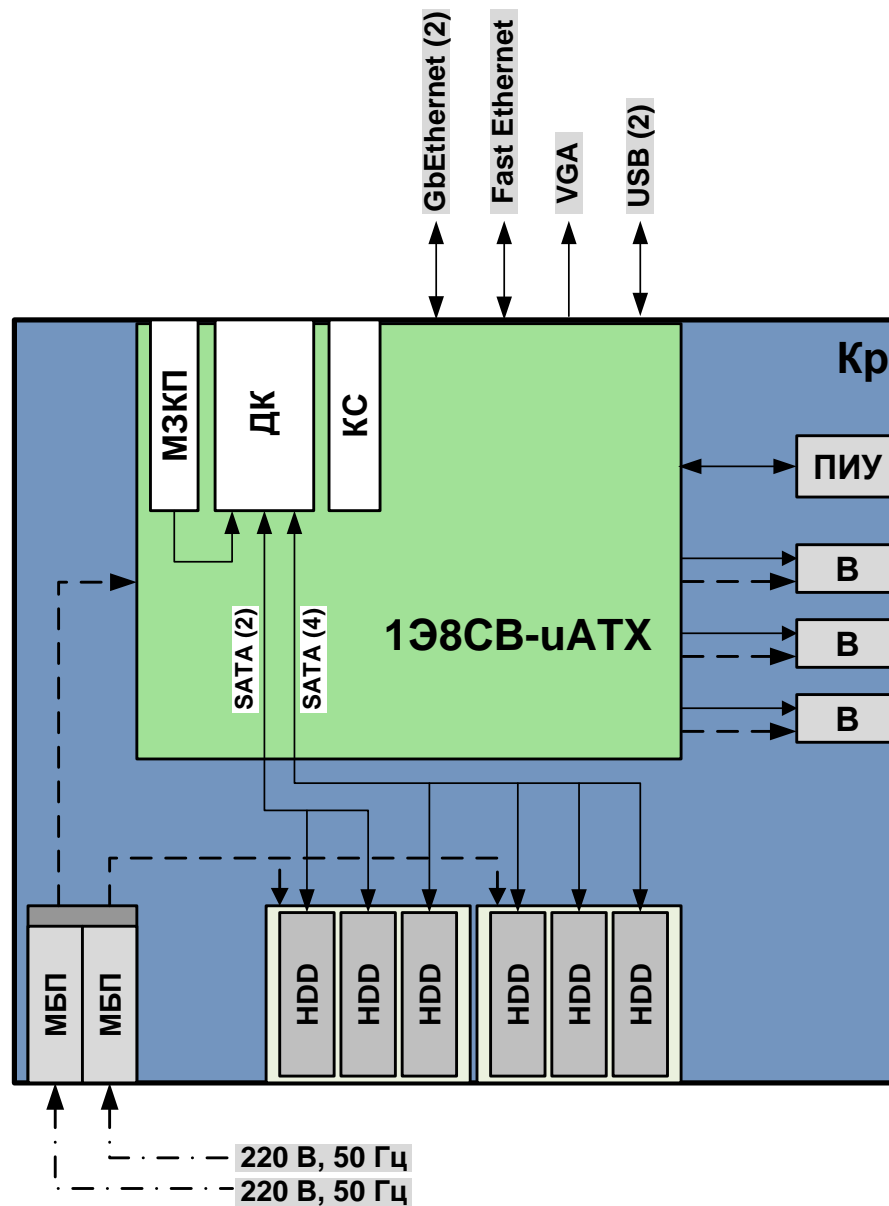 GbEthernet (2)
Fast Ethernet
VGA
USB (2)
Кр
МЗКП
ДК
КС
ПИУ
В
В
В
1Э8СВ-uATX
SATA (2)
SATA (4)
МБП
МБП
HDD
HDD
HDD
HDD
HDD
HDD
220 В, 50 Гц
220 В, 50 Гц